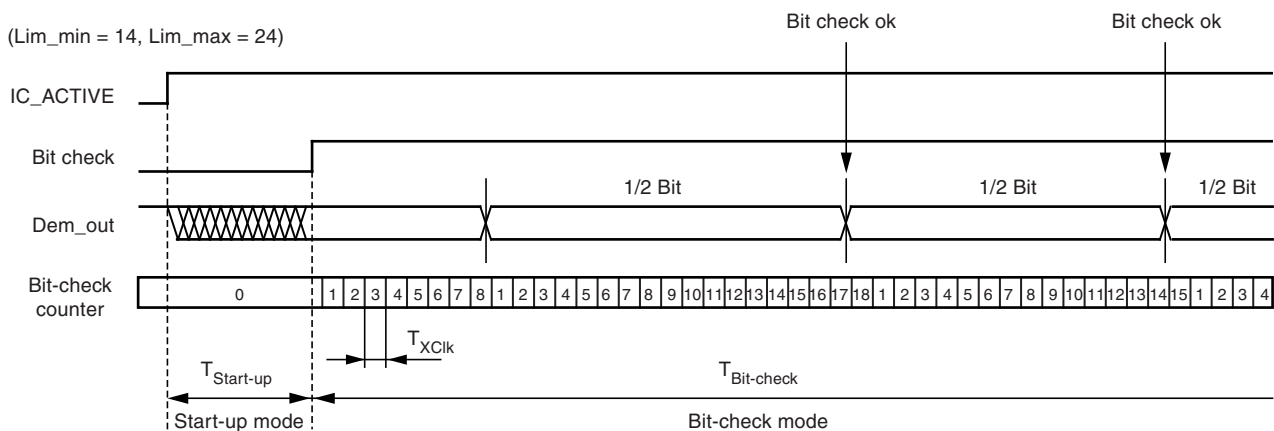 Bit check ok Bit check ok
(Lim_min = 14, Lim_max = 24)
IC_ACTIVE
Bit check
1/2 Bit 1/2 Bit 1/2 Bit
Dem_out
Bit-check
counter
0 1 2 3 4 5 6 7 8 1 2 3 4 5 6 7 8 9 10 11 12 13 14 15 16 17 18 1 2 3 4 5 6 7 8 9 10 11 12 13 14 15 1 2 3 4
TXClk
TStart-up TBit-check
Start-up mode Bit-check mode